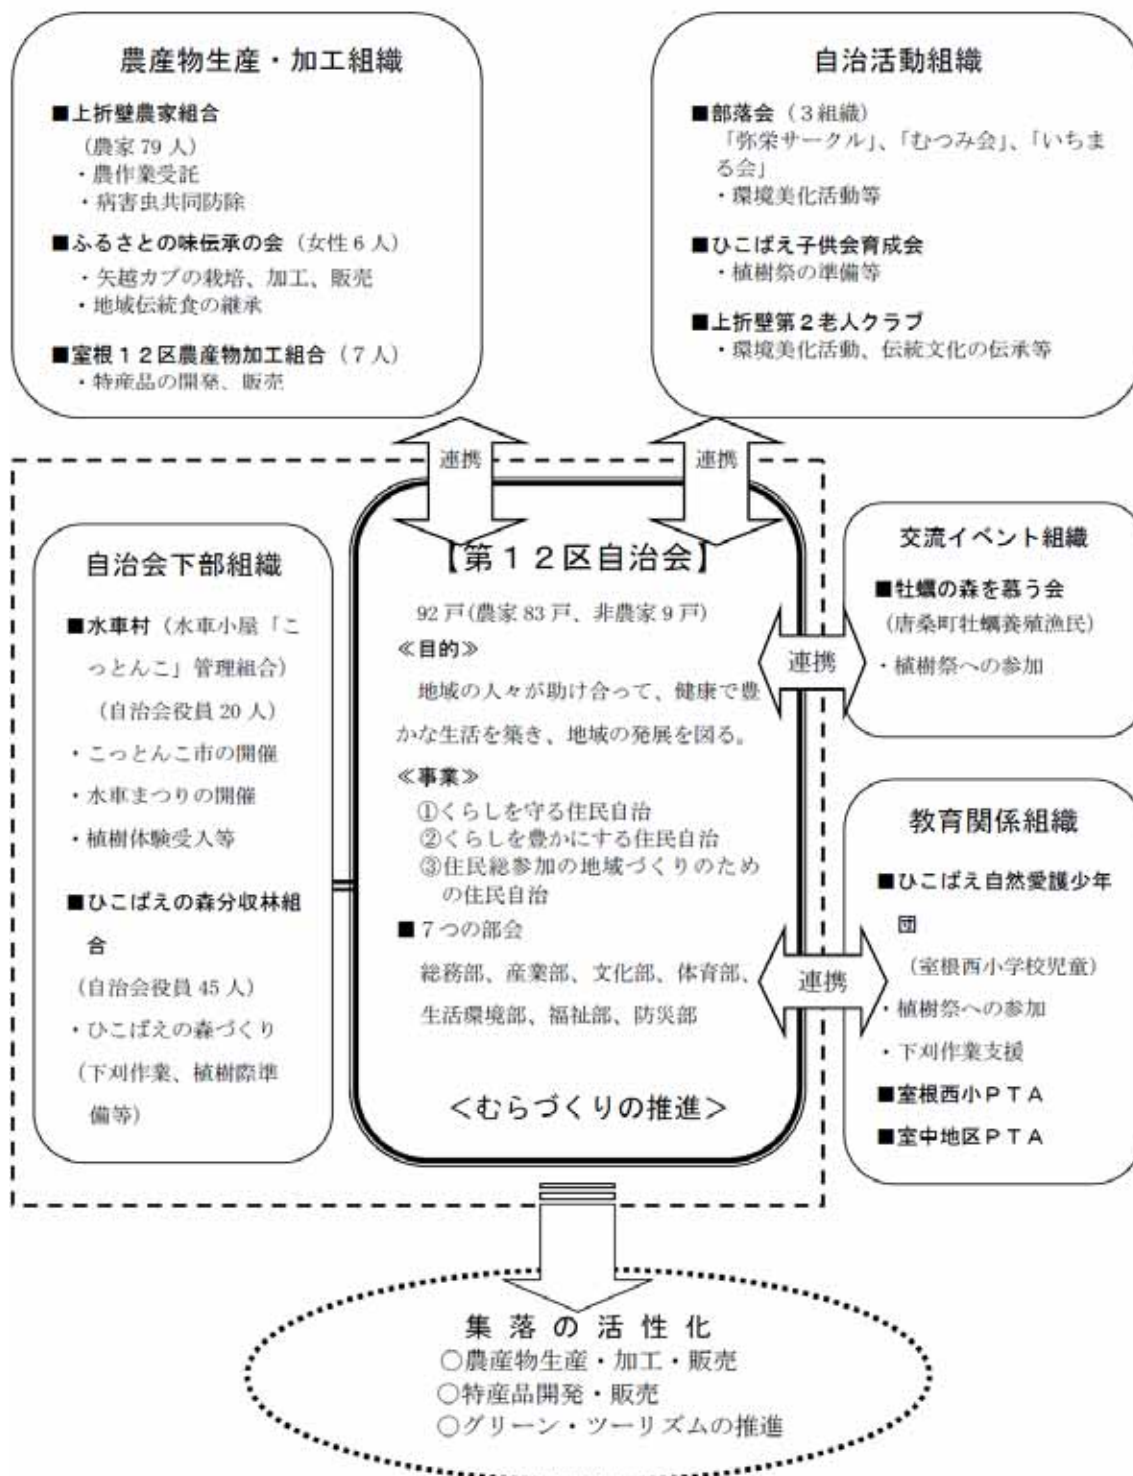 農産物生産・加工組織
■上折壁農家組合
(農家 79 人)
・農作業受託
・病害虫共同防除
■ふるさとの味伝承の会（女性 6 人）
・矢越カブの栽培、加工、販売
・地域伝統食の継承
■室根１２区農産物加工組合（７人）
・特産品の開発、販売
自治活動組織
■部落会（３組織）
「弥栄サークル」、「むつみ会」、「いちま
る会」
・環境美化活動等
■ひこばえ子供会育成会
・植樹祭の準備等
■上折壁第２老人クラブ
・環境美化活動、伝統文化の伝承等
連携
連携
自治会下部組織
■水車村（水車小屋「こ
っとんこ」管理組合）
（自治会役員 20 人）
・こっとんこ市の開催
・水車まつりの開催
・植樹体験受入等
■ひこばえの森分収林組
合
（自治会役員 45 人）
・ひこばえの森づくり
（下刈作業、植樹際準
備等）
【第１２区自治会】
92 戸(農家 83 戸、非農家 9 戸)
≪目的≫
地域の人々が助け合って、健康で豊
かな生活を築き、地域の発展を図る。
≪事業≫
①くらしを守る住民自治
②くらしを豊かにする住民自治
③住民総参加の地域づくりのため
の住民自治
■７つの部会
総務部、産業部、文化部、体育部、
生活環境部、福祉部、防災部
＜むらづくりの推進＞
連携
連携
交流イベント組織
■牡蠣の森を慕う会
(唐桑町牡蠣養殖漁民)
・植樹祭への参加
教育関係組織
■ひこばえ自然愛護少年
団
（室根西小学校児童）
・植樹祭への参加
・下刈作業支援
■室根西小ＰＴＡ
■室中地区ＰＴＡ
集落の活性化
○農産物生産・加工・販売
○特産品開発・販売
○グリーン・ツーリズムの推進